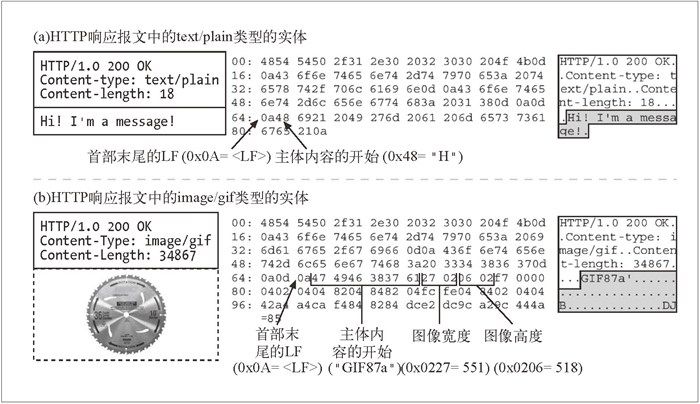 (a)HTTP响应报文中的text/plain类型的实体
HTTP/1.0 200 OK
Content-type: text/plain
Content-length: 18
Hi! I'm a message!
00: 4854 5450 2f31 2e30 2032 3030 204f 4b0d
16: 0a43 6f6e 7465 6e74 2d74 7970 653a 2074
32: 6578 742f 706c 6169 6e0d 0a43 6f6e 7465
48: 6e74 2d6c 656e 6774 683a 2031 380d 0a0d
64: 0a48 6921 2049 276d 2061 206d 6573 7361
80: 6765 210a
HTTP/1.0 200 OK.
.Content-type: t
ext/plain..Conte
nt-length: 18...
.Hi! I'm a messa
ge!.
首部末尾的LF (0x0A= <LF>) 主体内容的开始 (0x48= "H")
(b)HTTP响应报文中的image/gif类型的实体
HTTP/1.0 200 OK
Content-Type: image/gif
Content-Length: 34867
00: 4854 5450 2f31 2e30 2032 3030 204f 4b0d
16: 0a43 6f6e 7465 6e74 2d74 7970 653a 2069
32: 6d61 6765 2f67 6966 0d0a 436f 6e74 656e
48: 742d 6c65 6e67 7468 3a20 3334 3836 370d
64: 0a0d 0a47 4946 3837 6127 0206 02f7 0000
80: 0402 0404 8204 8482 04fc fe04 8402 0404
96: 42a4 a4ca f484 8284 dce2 dc9c a29c 444a
=85
HTTP/1.0 200 OK.
.Content-type: i
mage/gif..Conten
t-length: 34867.
...GIF87a'......
................
B...........DJ
首部末
尾的LF
(0x0A= <LF>)
主体内
容的开始
("GIF87a")
图像宽度
(0x0227= 551)
图像高度
(0x0206= 518)